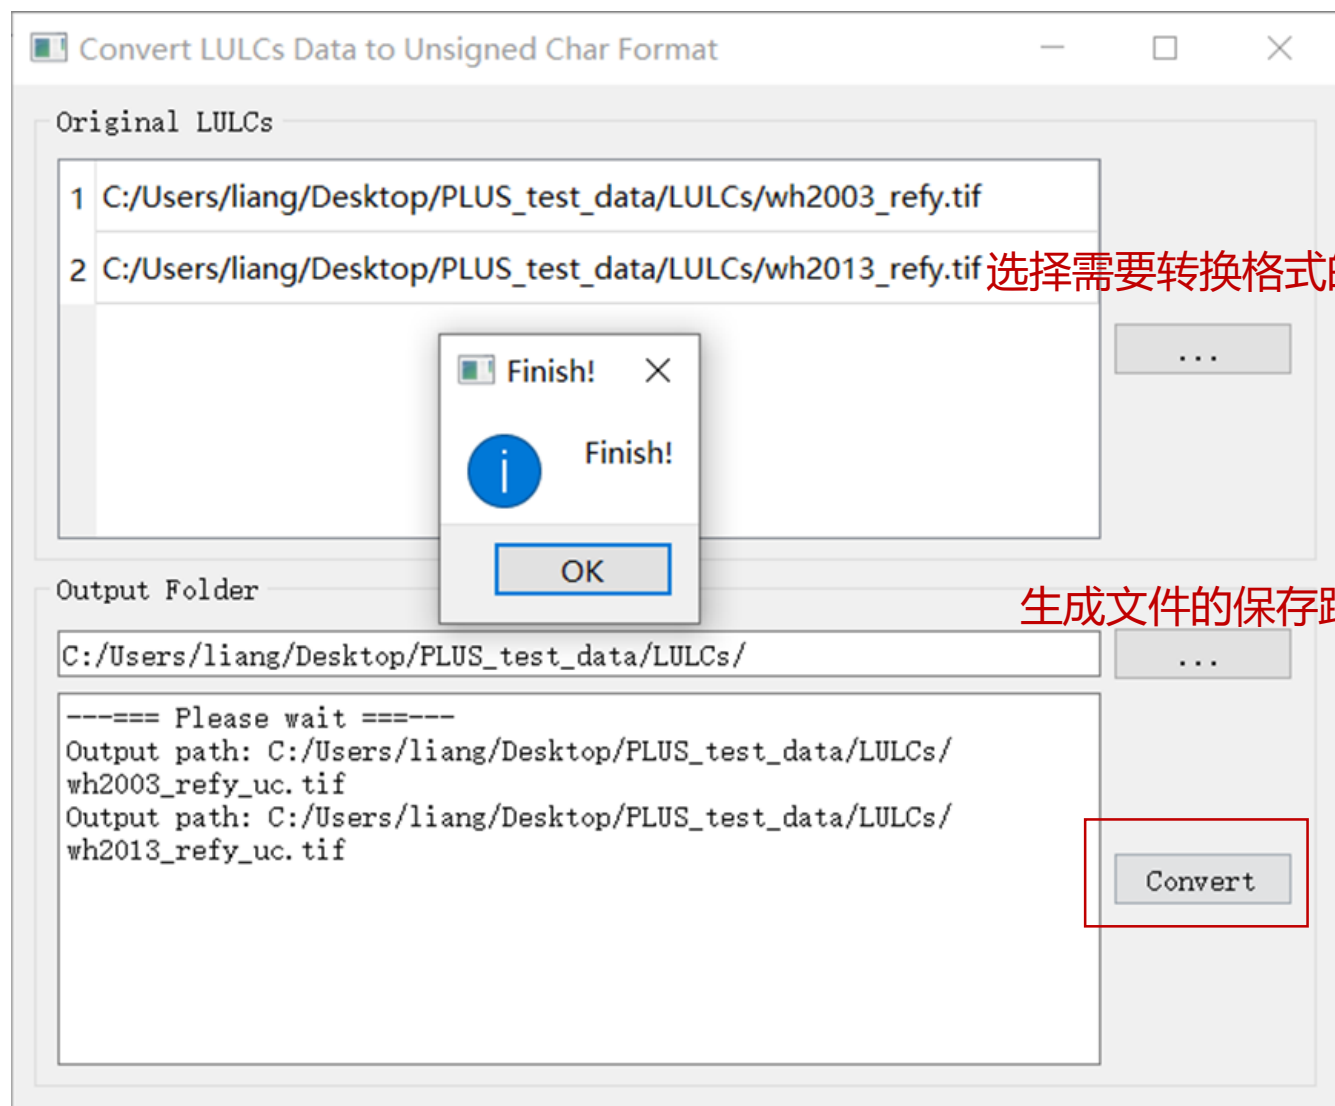 Convert LULCs Data to Unsigned Char Format
Original LULCs
1 C:/Users/liang/Desktop/PLUS_test_data/LULCs/wh2003_refy.tif
2 C:/Users/liang/Desktop/PLUS_test_data/LULCs/wh2013_refy.tif
选择需要转换格式的
...
Finish!
Finish!
i
OK
Output Folder
生成文件的保存路
C:/Users/liang/Desktop/PLUS_test_data/LULCs/
...
---=== Please wait ===---
Output path: C:/Users/liang/Desktop/PLUS_test_data/LULCs/
wh2003_refy_uc.tif
Output path: C:/Users/liang/Desktop/PLUS_test_data/LULCs/
wh2013_refy_uc.tif
Convert